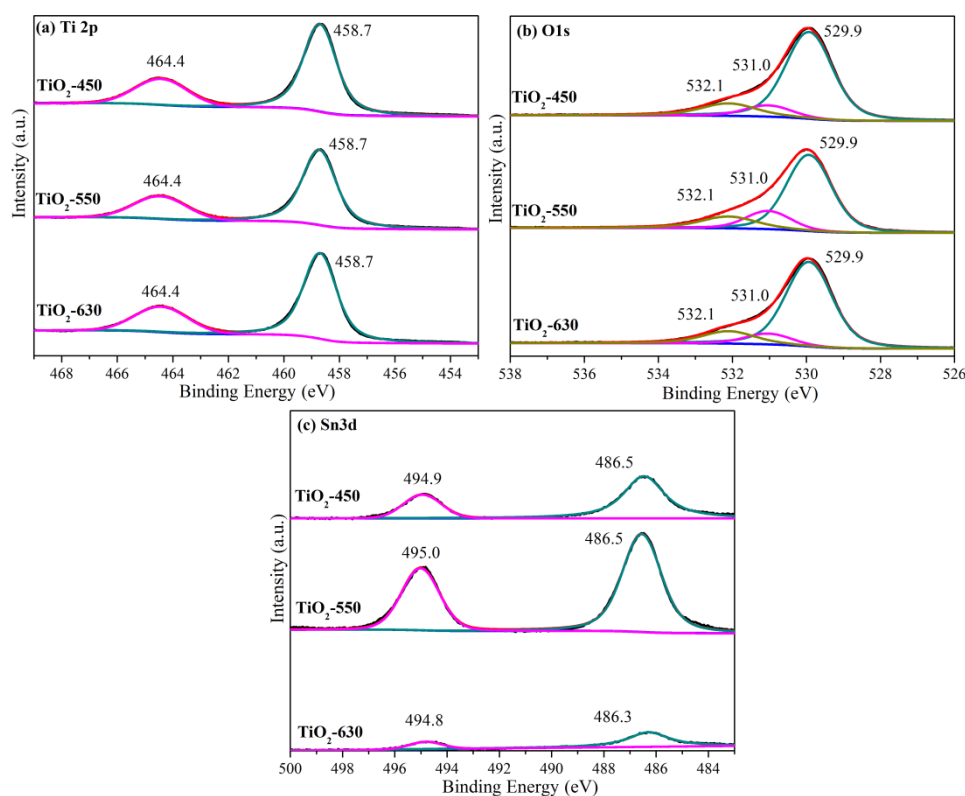 (a) Ti 2p
458.7
464.4
TiO2-450
458.7
464.4
TiO2-550
458.7
464.4
TiO2-630
468 466 464 462 460 458 456 454
Binding Energy (eV)
Intensity (a.u.)
(b) O1s
529.9
531.0
532.1
TiO2-450
529.9
531.0
532.1
TiO2-550
529.9
531.0
532.1
TiO2-630
538 536 534 532 530 528 526
Binding Energy (eV)
Intensity (a.u.)
(c) Sn3d
486.5
494.9
TiO2-450
486.5
495.0
TiO2-550
494.8
486.3
TiO2-630
500 498 496 494 492 490 488 486 484
Binding Energy (eV)
Intensity (a.u.)